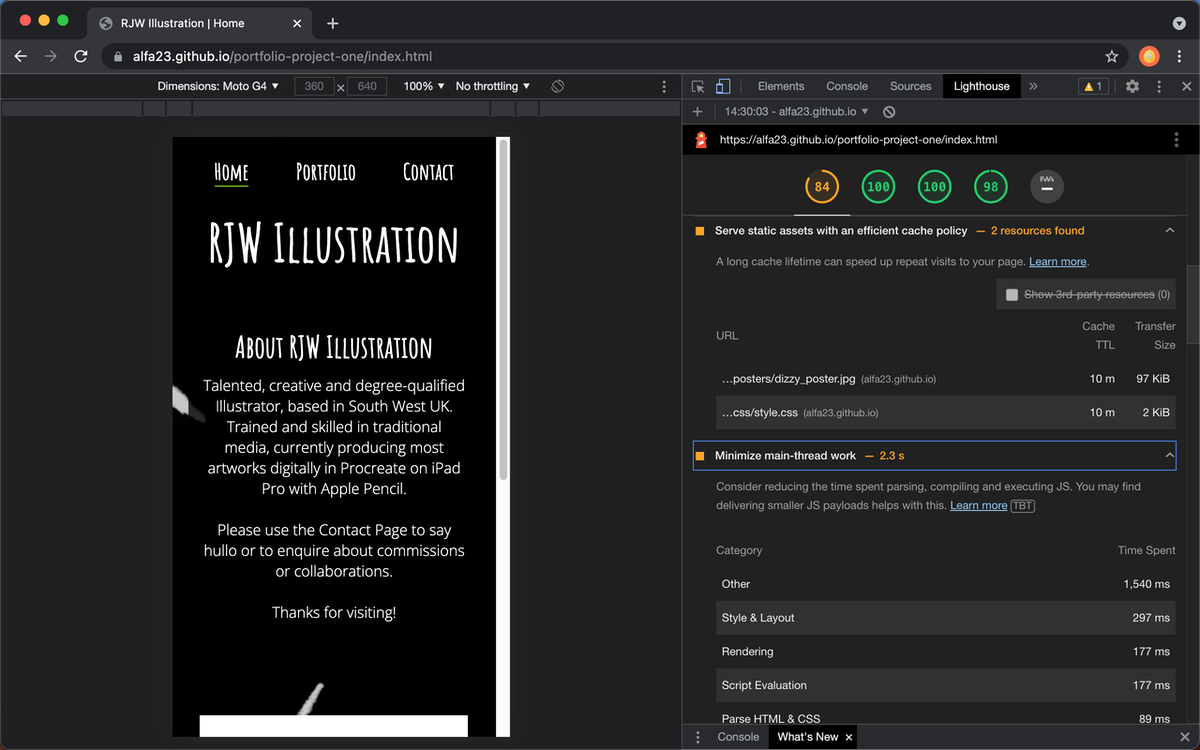 RJW Illustration | Home
alfa23.github.io/portfolio-project-one/index.html
Dimensions: Moto G4 ▼ 360 × 640 100% ▼ No throttling ▼
Elements Console Sources Lighthouse » 1
14:30:03 - alfa23.github.io ▼
https://alfa23.github.io/portfolio-project-one/index.html
84 100 100 98 PWA
Home Portfolio Contact
RJW Illustration
About RJW Illustration
Talented, creative and degree-qualified
Illustrator, based in South West UK.
Trained and skilled in traditional
media, currently producing most
artworks digitally in Procreate on iPad
Pro with Apple Pencil.
Please use the Contact Page to say
hullo or to enquire about commissions
or collaborations.
Thanks for visiting!
Serve static assets with an efficient cache policy — 2 resources found
A long cache lifetime can speed up repeat visits to your page. Learn more.
Show 3rd-party resources (0)
URL Cache TTL Transfer Size
...posters/dizzy_poster.jpg (alfa23.github.io) 10 m 97 KiB
...css/style.css (alfa23.github.io) 10 m 2 KiB
Minimize main-thread work — 2.3 s
Consider reducing the time spent parsing, compiling and executing JS. You may find
delivering smaller JS payloads helps with this. Learn more TBT
Category Time Spent
Other 1,540 ms
Style & Layout 297 ms
Rendering 177 ms
Script Evaluation 177 ms
Parse HTML & CSS 89 ms
Console What's New ×